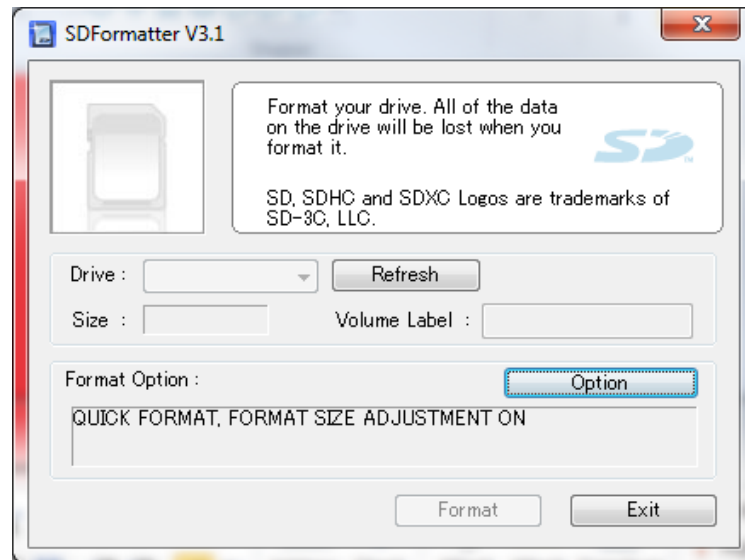 SDFormatter V3.1
Format your drive. All of the data
on the drive will be lost when you
format it.
SD, SDHC and SDXC Logos are trademarks of
SD-3C, LLC.
SD
TM
Drive :
Refresh
Size :
Volume Label :
Format Option :
Option
QUICK FORMAT, FORMAT SIZE ADJUSTMENT ON
Format
Exit